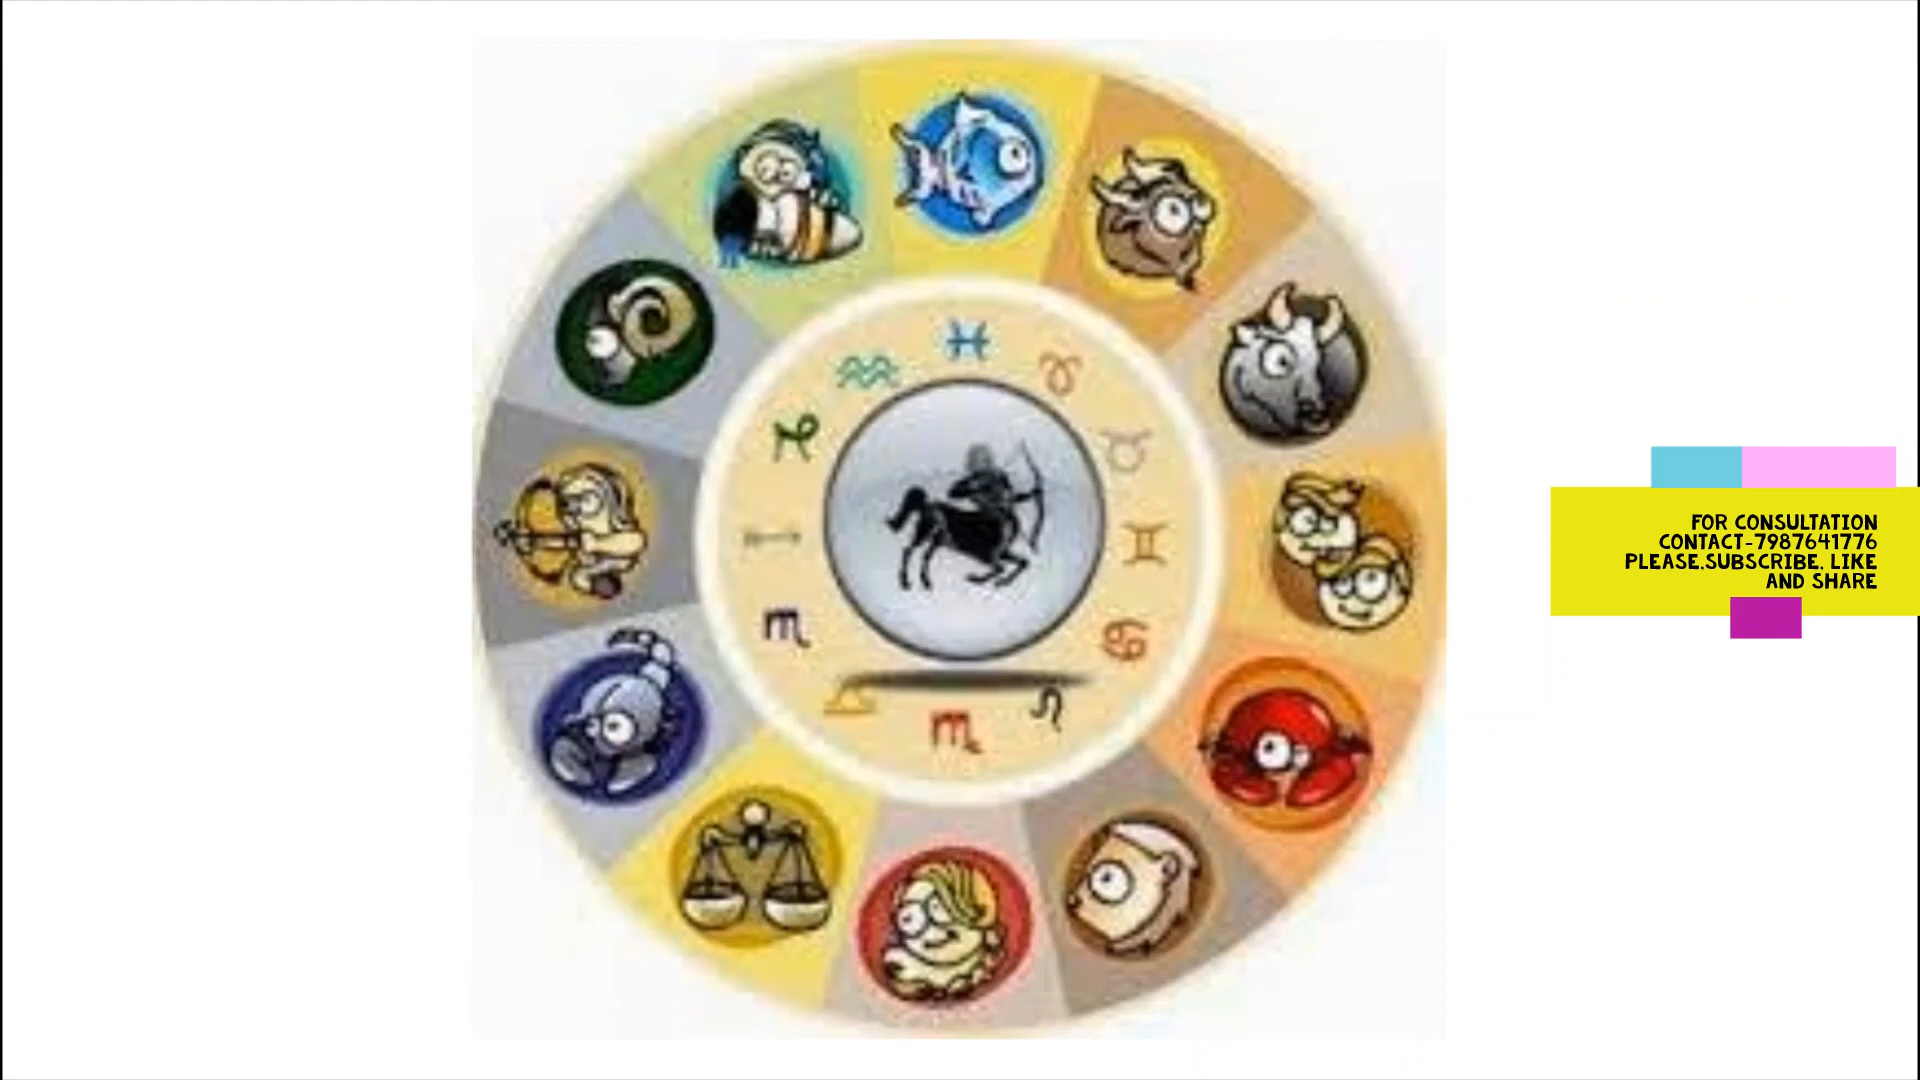 FOR CONSULTATION
CONTACT-7987641776
PLEASE.SUBSCRIBE. LIKE
AND SHARE